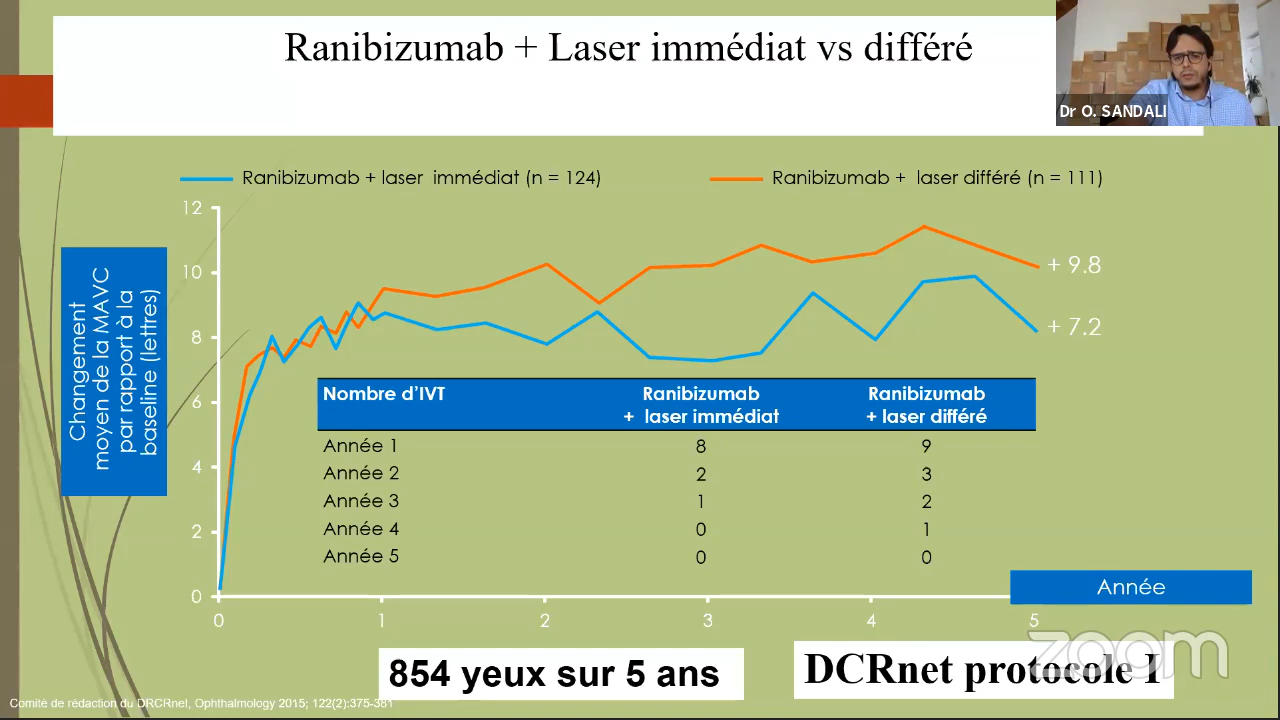 Ranibizumab + Laser immédiat vs différé
Dr O. SANDALI
Ranibizumab + laser immédiat (n = 124)
Ranibizumab + laser différé (n = 111)
Changement
moyen de la MAVC
par rapport à la
baseline (lettres)
12
10
8
6
4
2
0
+ 9.8
+ 7.2
Nombre d'IVT
Ranibizumab
+ laser immédiat
Ranibizumab
+ laser différé
Année 1 8 9
Année 2 2 3
Année 3 1 2
Année 4 0 1
Année 5 0 0
Année
0 1 2 3 4 5
zoom
854 yeux sur 5 ans
DCRnet protocole I
Comité de rédaction du DRCRnel, Ophthalmology 2015; 122(2):375-381